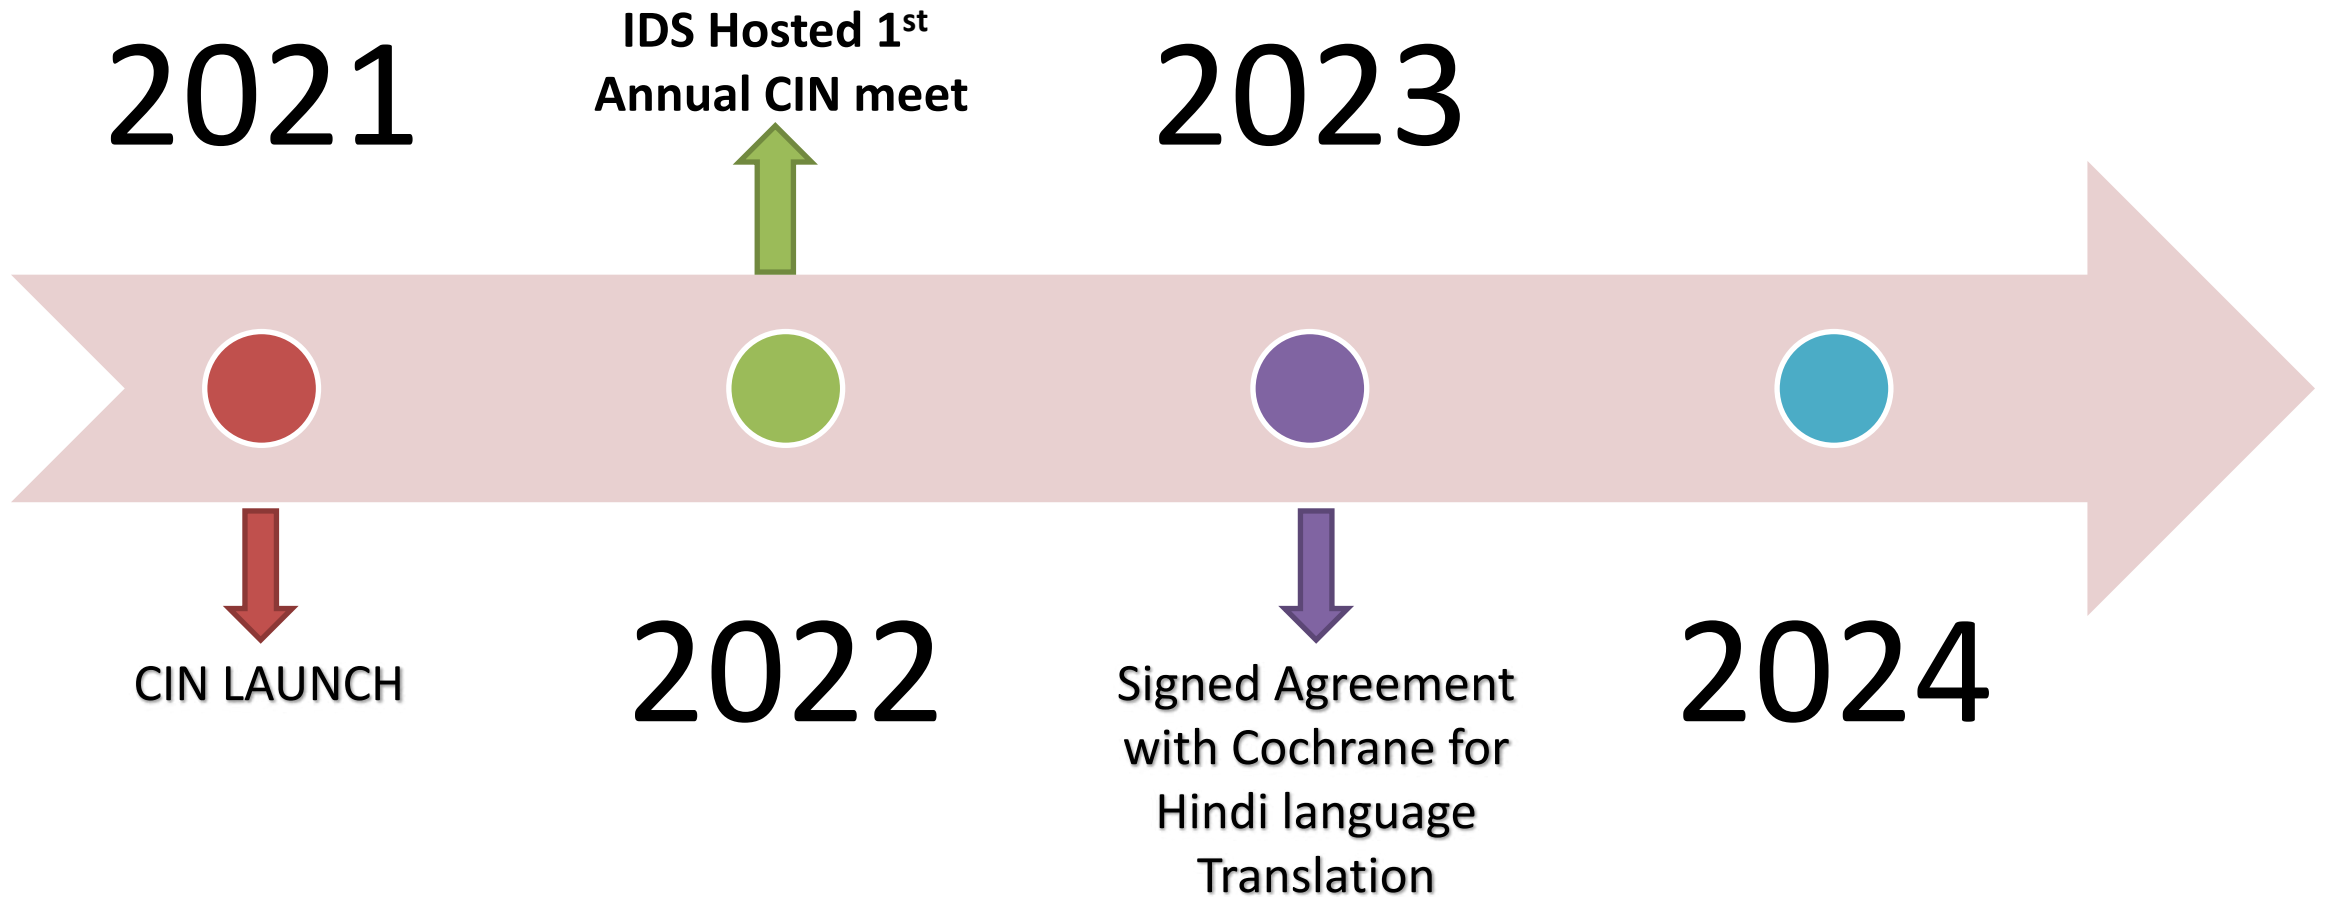 2021
CIN LAUNCH
IDS Hosted 1st
Annual CIN meet
2022
2023
Signed Agreement
with Cochrane for
Hindi language
Translation
2024